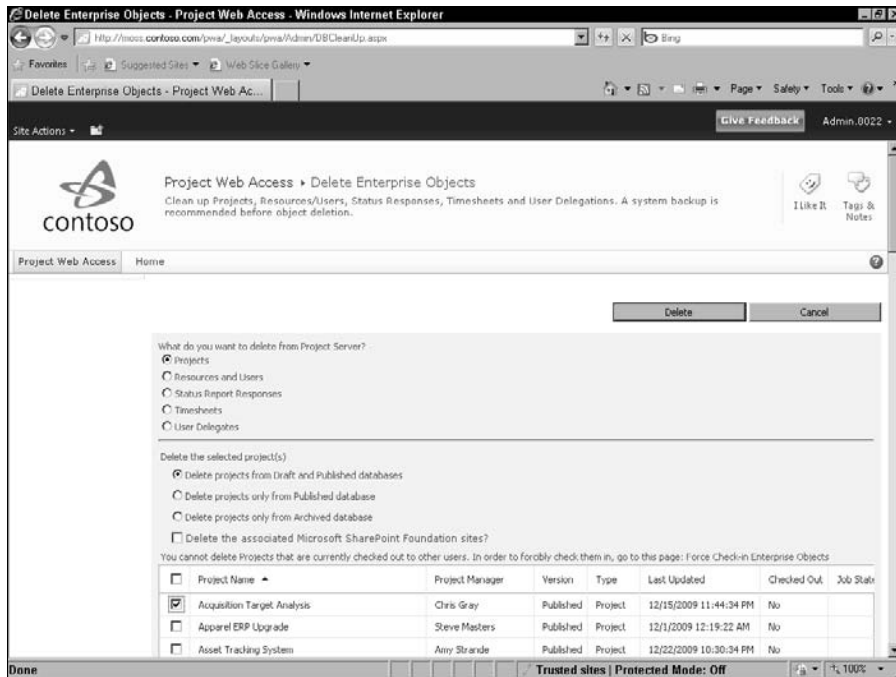 Delete Enterprise Objects - Project Web Access - Windows Internet Explorer
http://moss.contoso.com/pwa/_layouts/pwa/Admin/DBCleanUp.aspx
Bing
Favorites Suggested Sites Web Slice Gallery
Delete Enterprise Objects - Project Web Ac...
Page Safety Tools
Site Actions
Give Feedback
Admin.8022
contoso
Project Web Access Delete Enterprise Objects
Clean up Projects, Resources/Users, Status Responses, Timesheets and User Delegations. A system backup is
recommended before object deletion.
I Like It
Tags &
Notes
Project Web Access Home
Delete Cancel
What do you want to delete from Project Server?
Projects
Resources and Users
Status Report Responses
Timesheets
User Delegates
Delete the selected project(s)
Delete projects from Draft and Published databases
Delete projects only from Published database
Delete projects only from Archived database
Delete the associated Microsoft SharePoint Foundation sites?
You cannot delete Projects that are currently checked out to other users. In order to forcibly check them in, go to this page: Force Check-in Enterprise Objects
Project Name Project Manager Version Type Last Updated Checked Out Job State
Acquisition Target Analysis Chris Gray Published Project 12/15/2009 11:44:34 PM No
Apparel ERP Upgrade Steve Masters Published Project 12/1/2009 12:19:22 AM No
Asset Tracking System Amy Strande Published Project 12/22/2009 10:30:34 PM No
Done
Trusted sites | Protected Mode: Off
100%